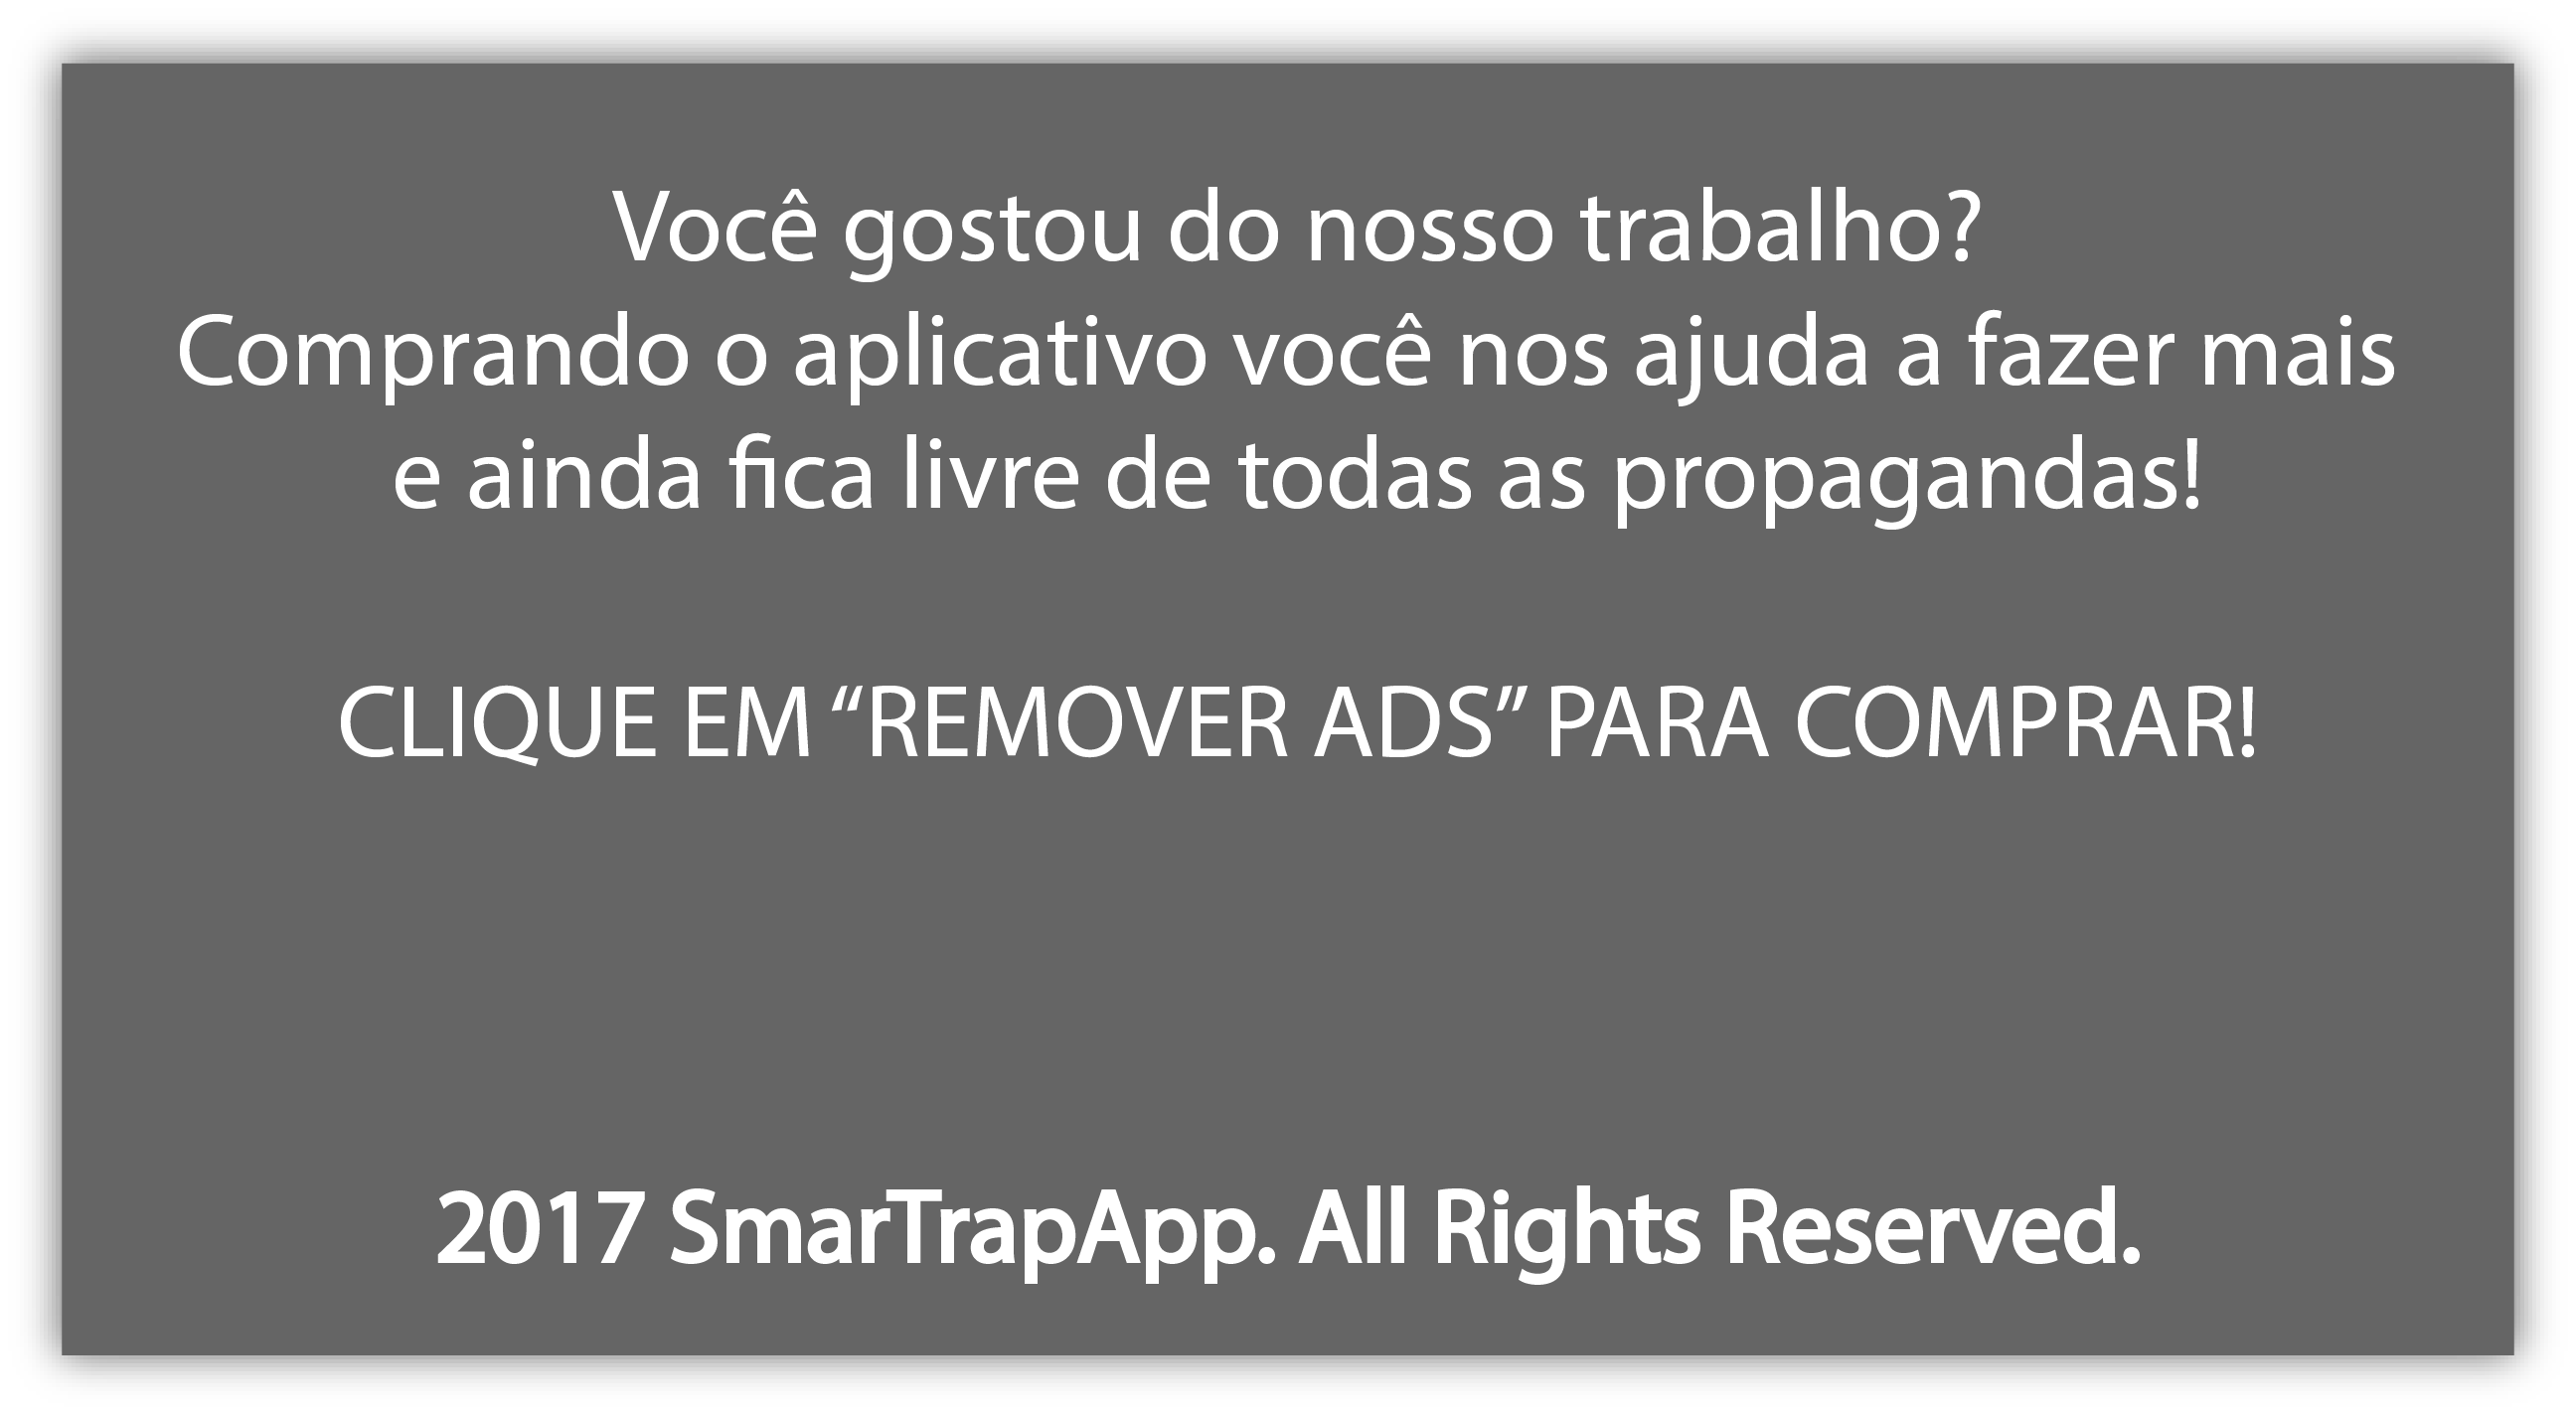 Você gostou do nosso trabalho?
Comprando o aplicativo você nos ajuda a fazer mais
e ainda fica livre de todas as propagandas!
CLIQUE EM “REMOVER ADS” PARA COMPRAR!
2017 SmarTrapApp. All Rights Reserved.